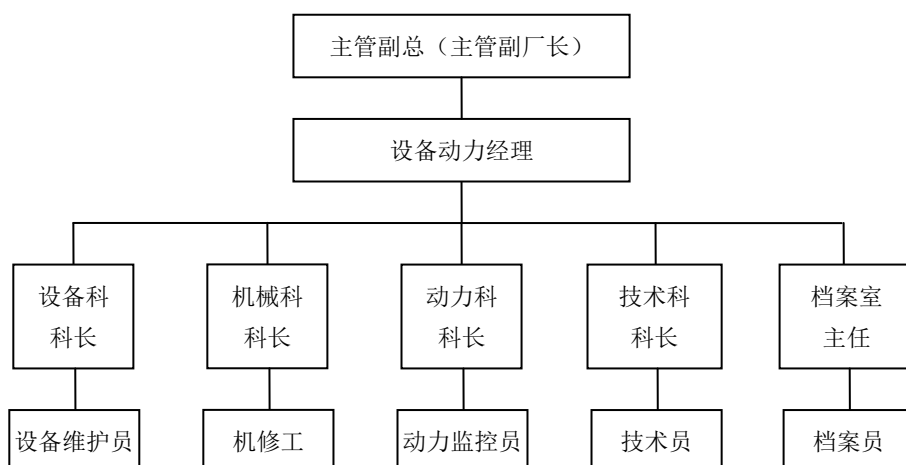 主管副总（主管副厂长）
设备动力经理
设备科
科长
机械科
科长
动力科
科长
技术科
科长
档案室
主任
设备维护员
机修工
动力监控员
技术员
档案员